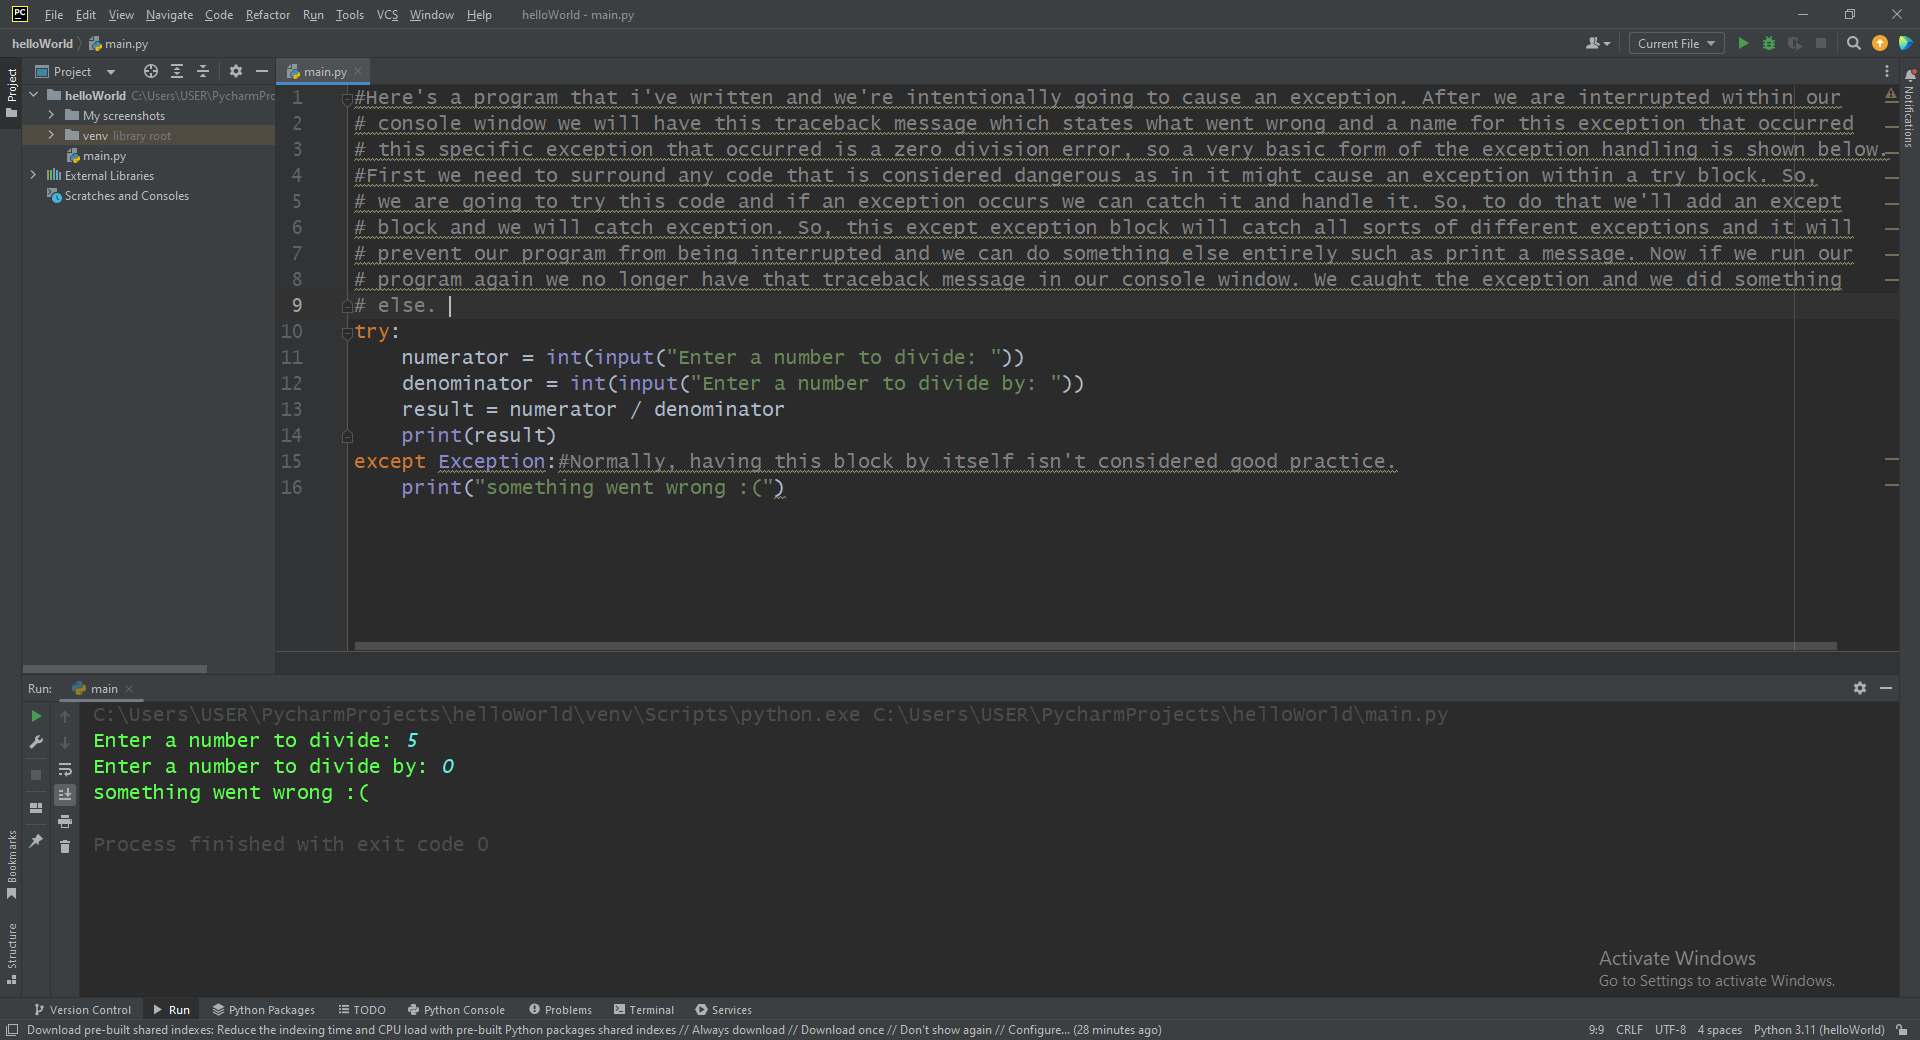 PC File Edit View Navigate Code Refactor Run Tools VCS Window Help helloWorld - main.py
helloWorld main.py Current File
Project main.py
Project
helloWorld C:\Users\USER\PycharmPro
My screenshots
venv library root
main.py
External Libraries
Scratches and Consoles
Notifications
1 #Here's a program that i've written and we're intentionally going to cause an exception. After we are interrupted within our
2 # console window we will have this traceback message which states what went wrong and a name for this exception that occurred
3 # this specific exception that occurred is a zero division error, so a very basic form of the exception handling is shown below.
4 #First we need to surround any code that is considered dangerous as in it might cause an exception within a try block. So,
5 # we are going to try this code and if an exception occurs we can catch it and handle it. So, to do that we'll add an except
6 # block and we will catch exception. So, this except exception block will catch all sorts of different exceptions and it will
7 # prevent our program from being interrupted and we can do something else entirely such as print a message. Now if we run our
8 # program again we no longer have that traceback message in our console window. We caught the exception and we did something
9 # else.
10 try:
11 numerator = int(input("Enter a number to divide: "))
12 denominator = int(input("Enter a number to divide by: "))
13 result = numerator / denominator
14 print(result)
15 except Exception:#Normally, having this block by itself isn't considered good practice.
16 print("something went wrong :(")
Run: main
C:\Users\USER\PycharmProjects\helloWorld\venv\Scripts\python.exe C:\Users\USER\PycharmProjects\helloWorld\main.py
Enter a number to divide: 5
Enter a number to divide by: 0
something went wrong :(
Process finished with exit code 0
Bookmarks
Structure
Activate Windows
Go to Settings to activate Windows.
Version Control Run Python Packages TODO Python Console Problems Terminal Services
Download pre-built shared indexes: Reduce the indexing time and CPU load with pre-built Python packages shared indexes // Always download // Download once // Don't show again // Configure... (28 minutes ago) 9:9 CRLF UTF-8 4 spaces Python 3.11 (helloWorld)